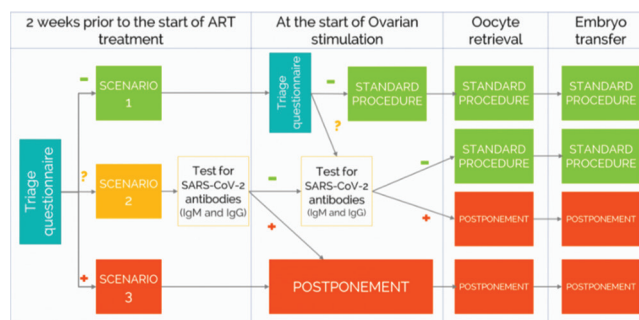 2 weeks prior to the start of ART
treatment
At the start of Ovarian
stimulation
Oocyte
retrieval
Embryo
transfer
-
SCENARIO
1
Triage
questionnaire
-
STANDARD
PROCEDURE
STANDARD
PROCEDURE
STANDARD
PROCEDURE
?
Triage
questionnaire
?
SCENARIO
2
Test for
SARS-CoV-2
antibodies
(IgM and IgG)
-
Test for
SARS-CoV-2
antibodies
(IgM and IgG)
-
STANDARD
PROCEDURE
STANDARD
PROCEDURE
+
+
POSTPONEMENT
POSTPONEMENT
+
SCENARIO
3
POSTPONEMENT
POSTPONEMENT
POSTPONEMENT